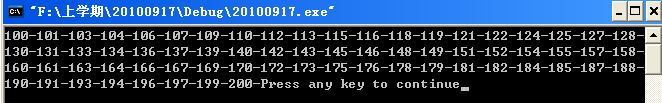 "F:\上学期\20100917\Debug\20100917.exe"
100-101-103-104-106-107-109-110-112-113-115-116-118-119-121-122-124-125-127-128-
130-131-133-134-136-137-139-140-142-143-145-146-148-149-151-152-154-155-157-158-
160-161-163-164-166-167-169-170-172-173-175-176-178-179-181-182-184-185-187-188-
190-191-193-194-196-197-199-200-Press any key to continue